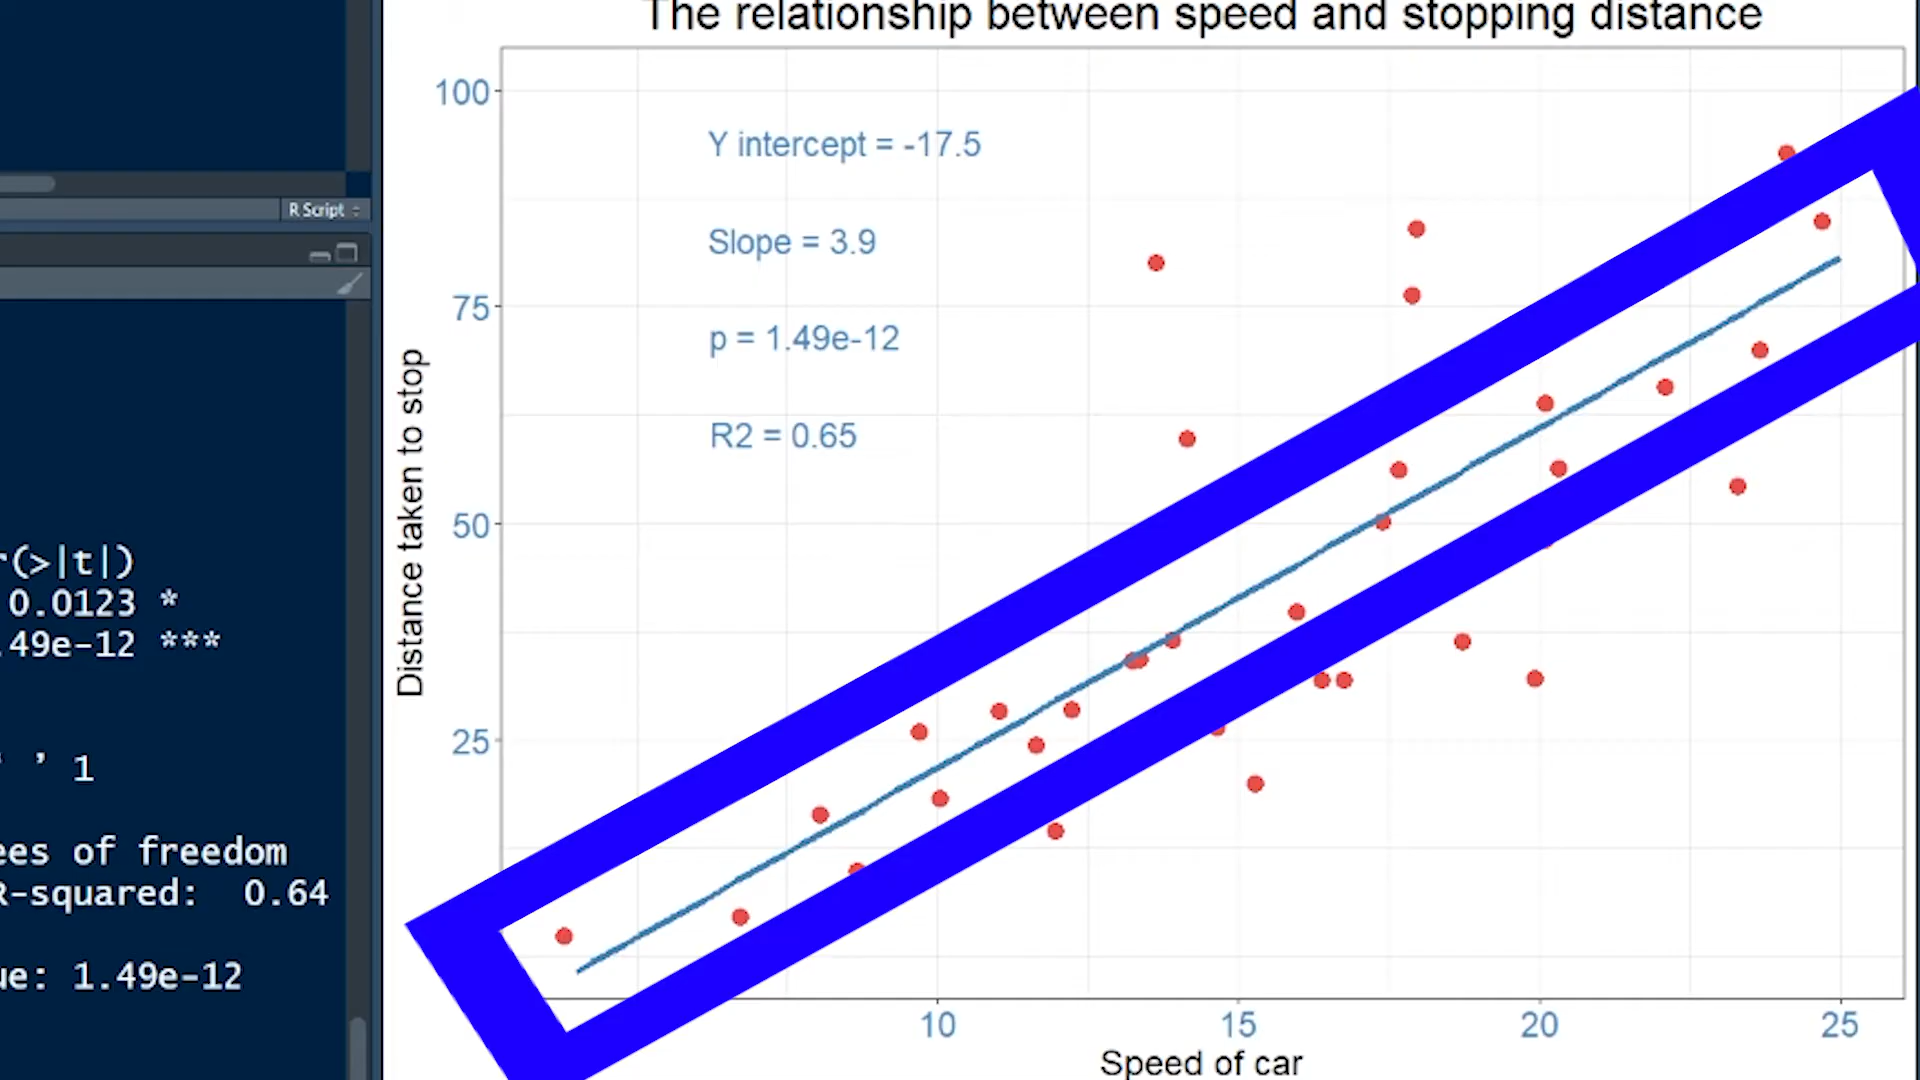 R Script
r(>|t|)
0.0123 *
.49e-12 ***
’ 1
ees of freedom
R-squared: 0.64
ue: 1.49e-12
The relationship between speed and stopping distance
Y intercept = -17.5
Slope = 3.9
p = 1.49e-12
R2 = 0.65
Distance taken to stop
100
75
50
25
10 15 20 25
Speed of car